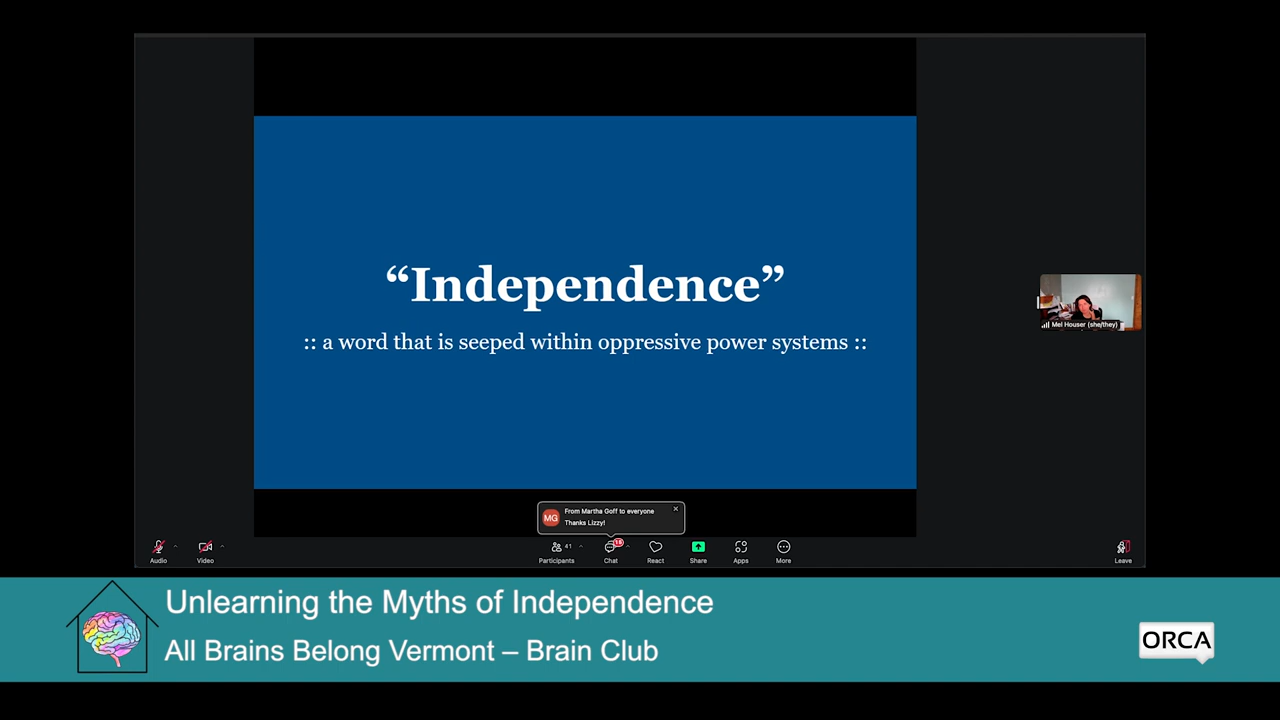 “Independence”
:: a word that is seeped within oppressive power systems ::
Mel Houser (she/they)
MG
From Martha Goff to everyone
Thanks Lizzy!
41
18
Audio
Video
Participants
Chat
React
Share
Apps
More
Leave
Unlearning the Myths of Independence
All Brains Belong Vermont – Brain Club
ORCA